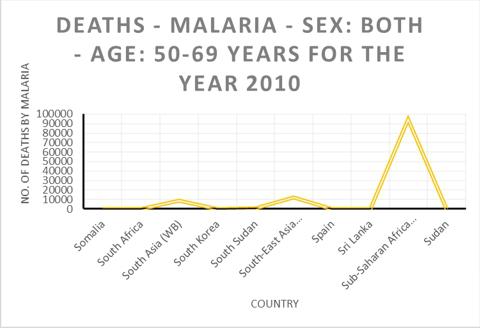 DEATHS - MALARIA - SEX: BOTH
- AGE: 50-69 YEARS FOR THE
YEAR 2010
NO. OF DEATHS BY MALARIA
100000
90000
80000
70000
60000
50000
40000
30000
20000
10000
0
Somalia
South Africa
South Asia (WB)
South Korea
South Sudan
South-East Asia...
Spain
Sri Lanka
Sub-Saharan Africa...
Sudan
COUNTRY